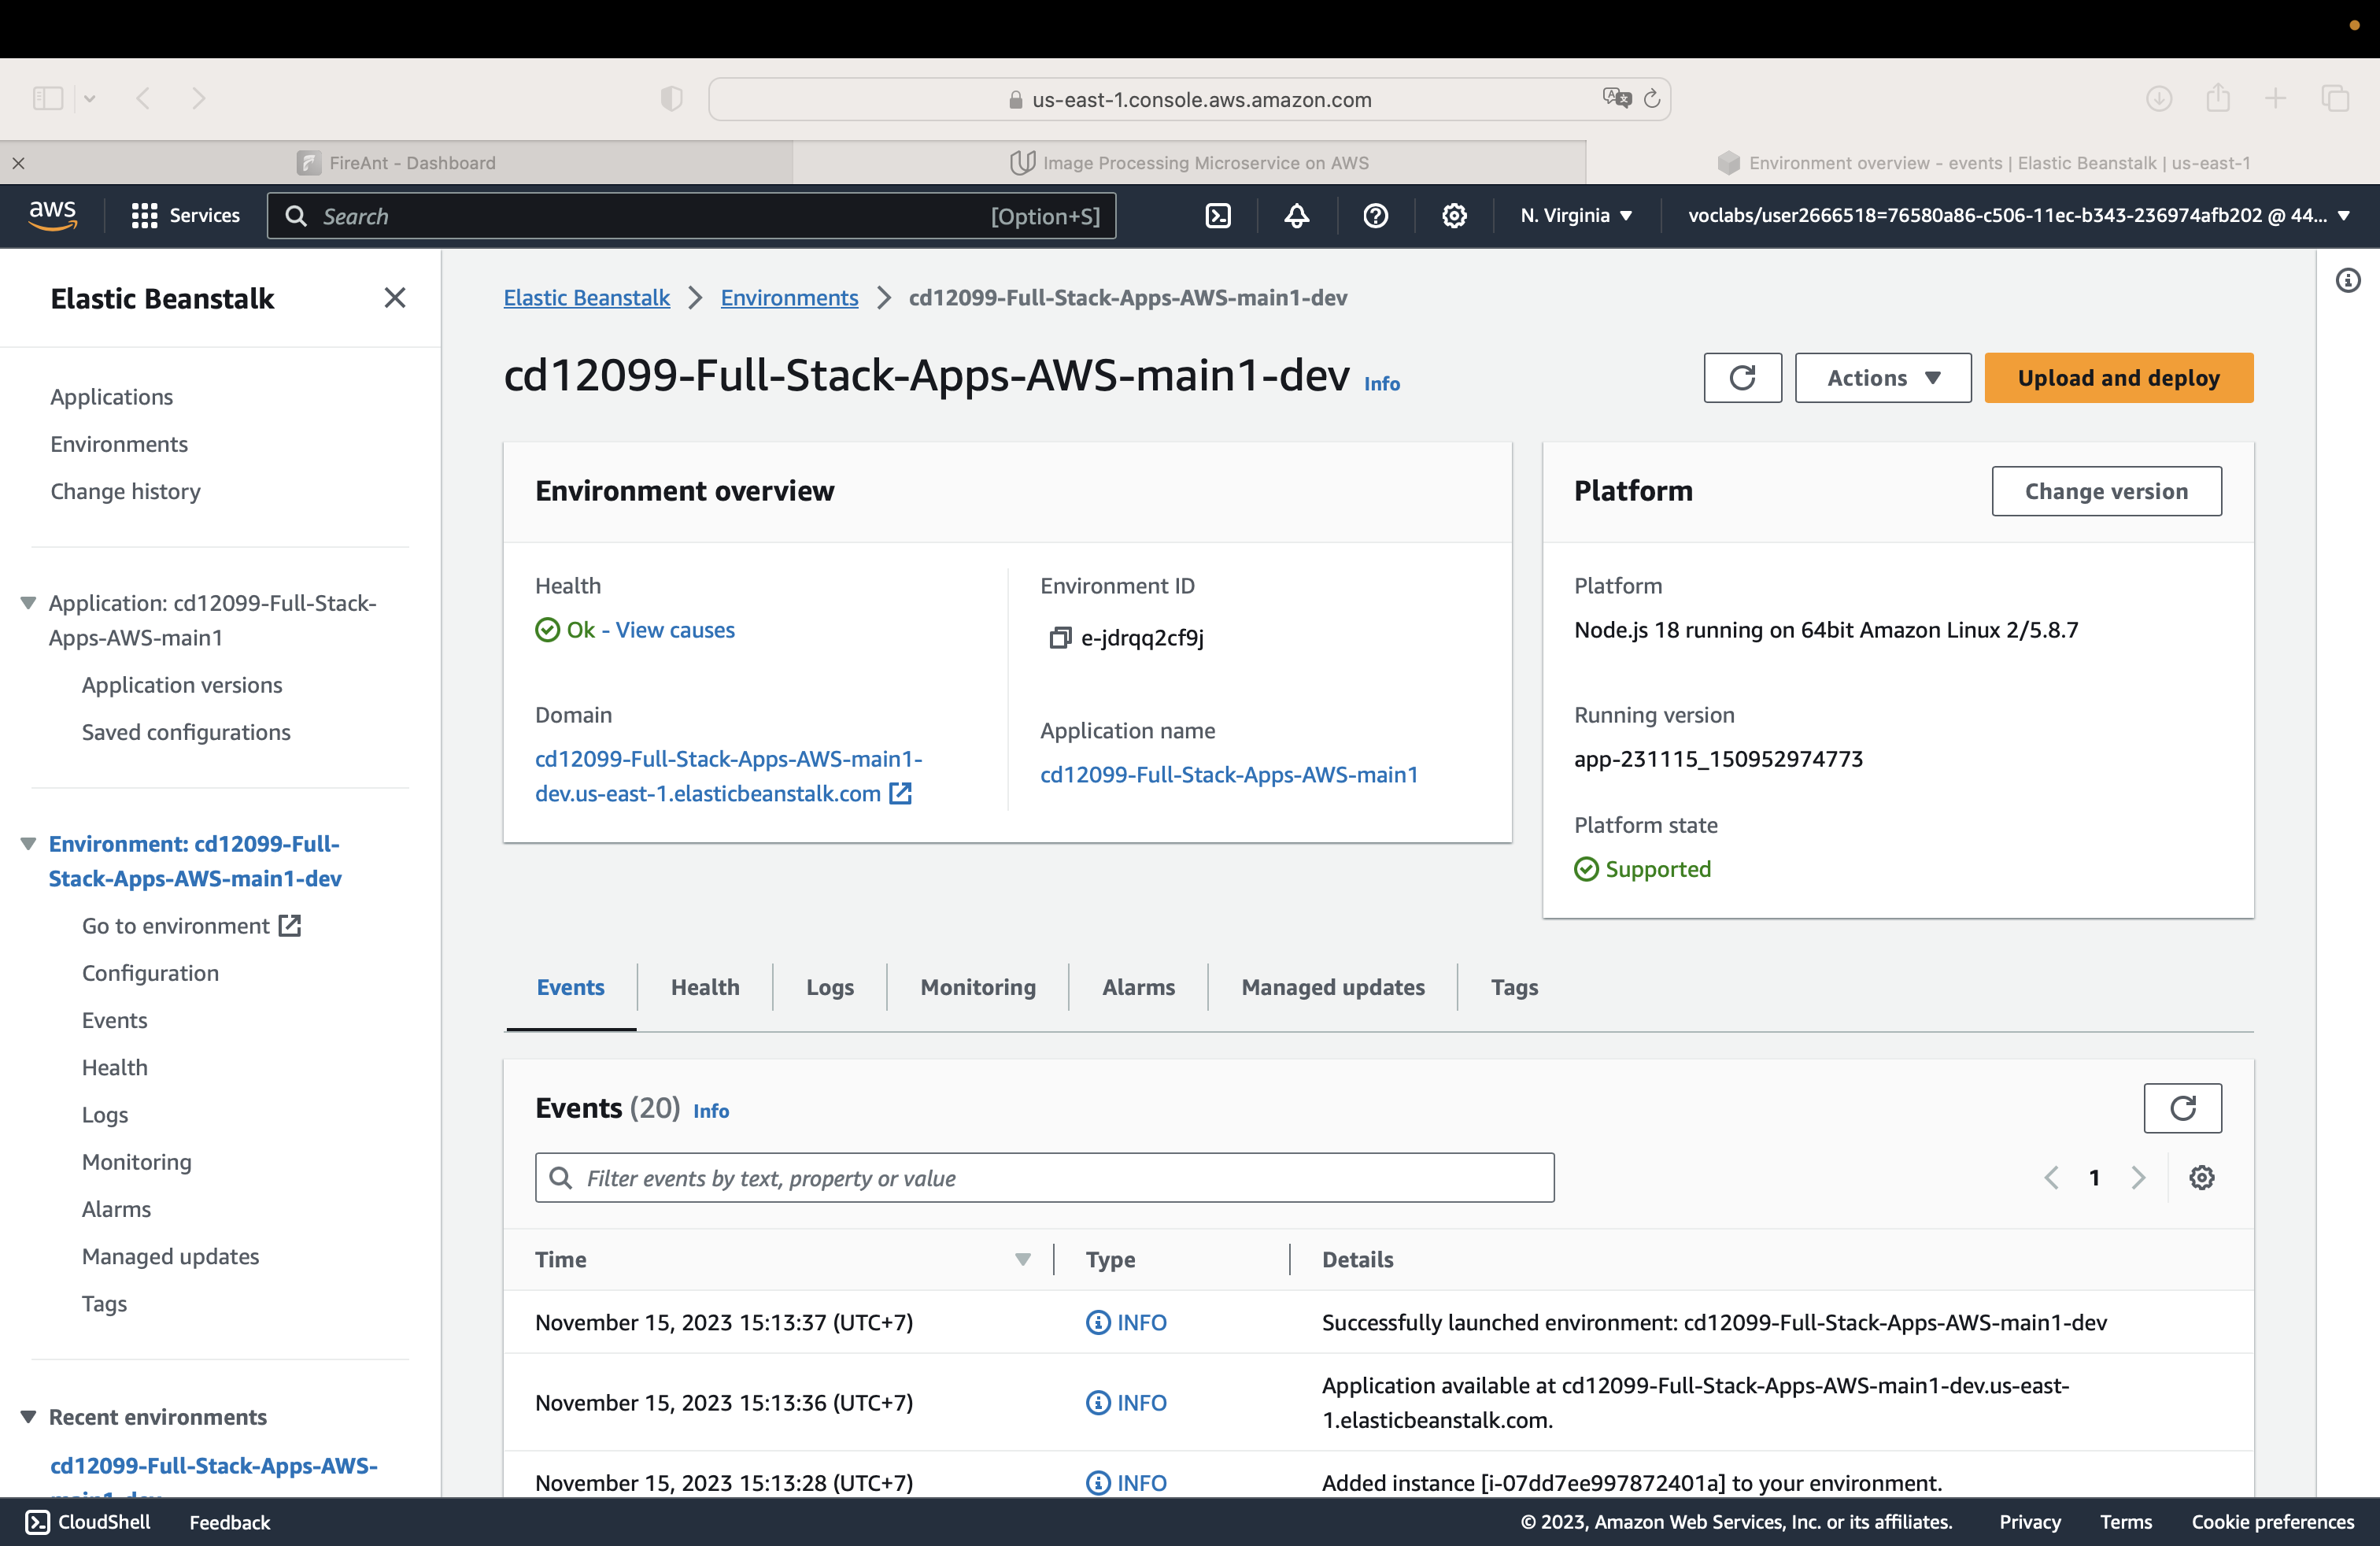 us-east-1.console.aws.amazon.com
FireAnt - Dashboard
Image Processing Microservice on AWS
Environment overview - events | Elastic Beanstalk | us-east-1
aws
Services
Search
[Option+S]
N. Virginia
voclabs/user2666518=76580a86-c506-11ec-b343-236974afb202 @ 44...
Elastic Beanstalk
Applications
Environments
Change history
Application: cd12099-Full-Stack-
Apps-AWS-main1
Application versions
Saved configurations
Environment: cd12099-Full-
Stack-Apps-AWS-main1-dev
Go to environment
Configuration
Events
Health
Logs
Monitoring
Alarms
Managed updates
Tags
Recent environments
cd12099-Full-Stack-Apps-AWS-
main1-dev
Elastic Beanstalk
Environments
cd12099-Full-Stack-Apps-AWS-main1-dev
cd12099-Full-Stack-Apps-AWS-main1-dev Info
Actions
Upload and deploy
Environment overview
Health
Ok - View causes
Domain
cd12099-Full-Stack-Apps-AWS-main1-
dev.us-east-1.elasticbeanstalk.com
Environment ID
e-jdrqq2cf9j
Application name
cd12099-Full-Stack-Apps-AWS-main1
Platform
Change version
Platform
Node.js 18 running on 64bit Amazon Linux 2/5.8.7
Running version
app-231115_150952974773
Platform state
Supported
Events
Health
Logs
Monitoring
Alarms
Managed updates
Tags
Events (20) Info
Filter events by text, property or value
1
Time
Type
Details
November 15, 2023 15:13:37 (UTC+7)
INFO
Successfully launched environment: cd12099-Full-Stack-Apps-AWS-main1-dev
November 15, 2023 15:13:36 (UTC+7)
INFO
Application available at cd12099-Full-Stack-Apps-AWS-main1-dev.us-east-
1.elasticbeanstalk.com.
November 15, 2023 15:13:28 (UTC+7)
INFO
Added instance [i-07dd7ee997872401a] to your environment.
CloudShell
Feedback
© 2023, Amazon Web Services, Inc. or its affiliates.
Privacy
Terms
Cookie preferences